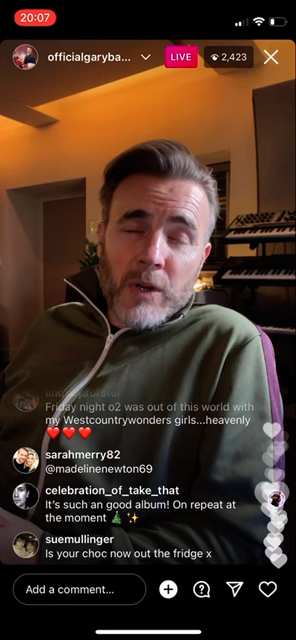 20:07
officialgaryba...
LIVE
2,423
Friday night o2 was out of this world with
my Westcountrywonders girls...heavenly
❤️❤️❤️
sarahmerry82
@madelinenewton69
celebration_of_take_that
It's such an good album! On repeat
at the moment 🎄✨
suemullinger
Is your choc now out the fridge x
Add a comment...